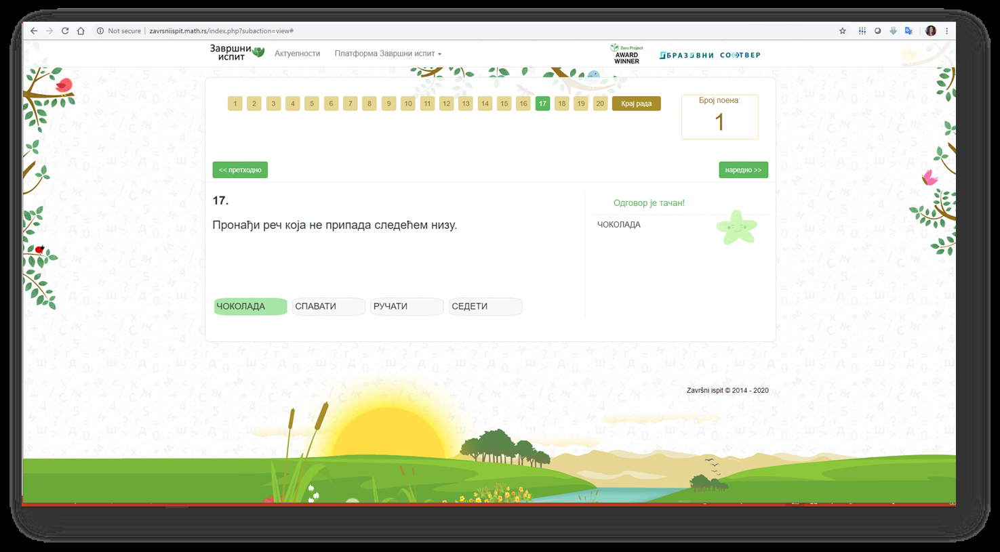 Not secure | zavrsniispit.math.rs/index.php?subaction=view#
Завршни испит
Актуелности
Платформа Завршни испит
Zero Project
AWARD WINNER
ОБРАЗОВНИ СОФТВЕР
1 2 3 4 5 6 7 8 9 10 11 12 13 14 15 16 17 18 19 20 Крај рада
Број поена:
1
<< претходно
наредно >>
17.
Пронађи реч која не припада следећем низу.
Одговор је тачан!
ЧОКОЛАДА
ЧОКОЛАДА СПАВАТИ РУЧАТИ СЕДЕТИ
Završni ispit © 2014 - 2020